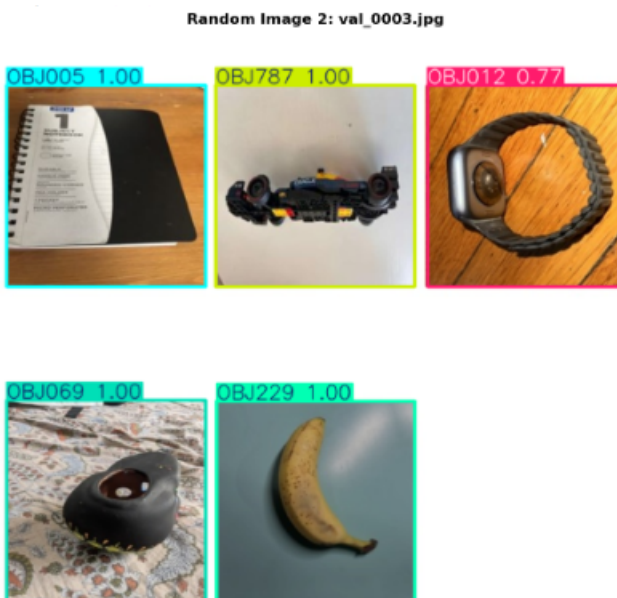 Random Image 2: val_0003.jpg
OBJ005 1.00
OBJ787 1.00
OBJ012 0.77
1
NOTEBOOK
OBJ069 1.00
OBJ229 1.00